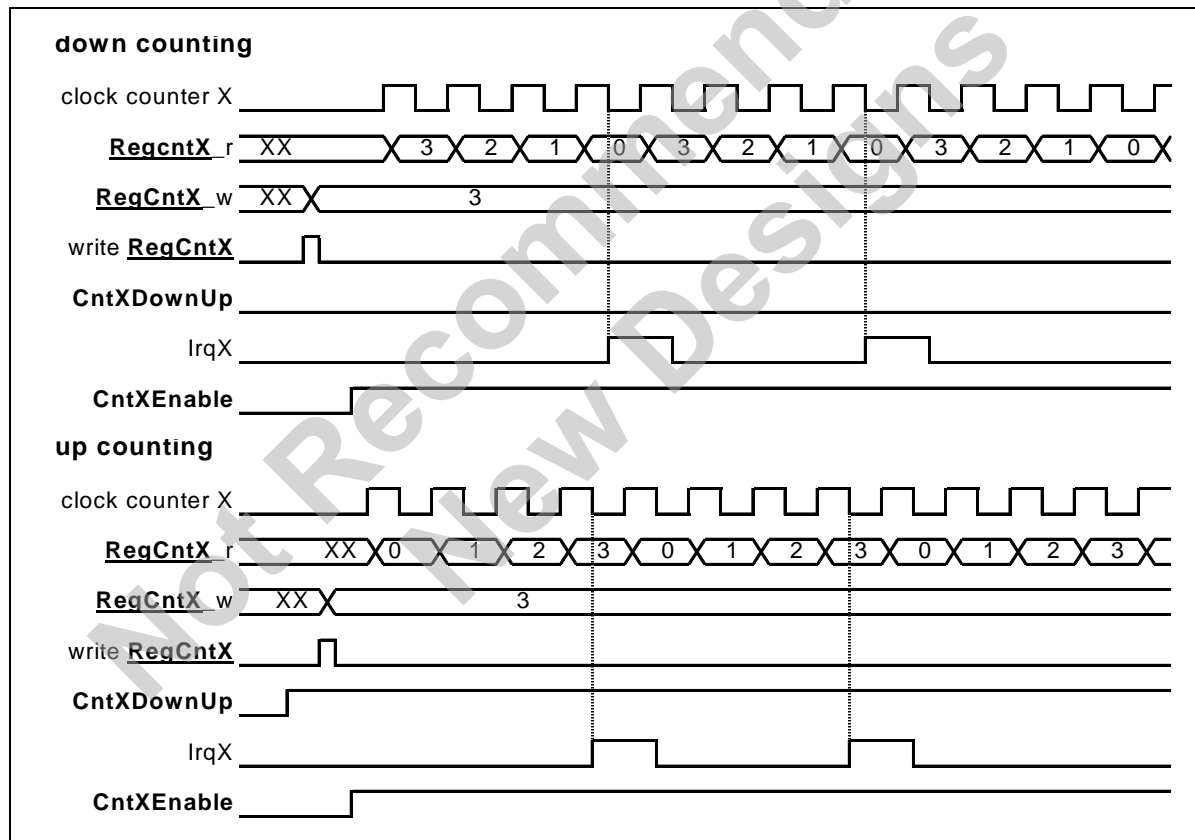 down counting
clock counter X
RegcntX_r XX 3 2 1 0 3 2 1 0 3 2 1 0
RegCntX_w XX 3
write RegCntX
CntXDownUp
IrqX
CntXEnable
up counting
clock counter X
RegCntX_r XX 0 1 2 3 0 1 2 3 0 1 2 3
RegCntX_w XX 3
write RegCntX
CntXDownUp
IrqX
CntXEnable
Not Recommend
New Designs